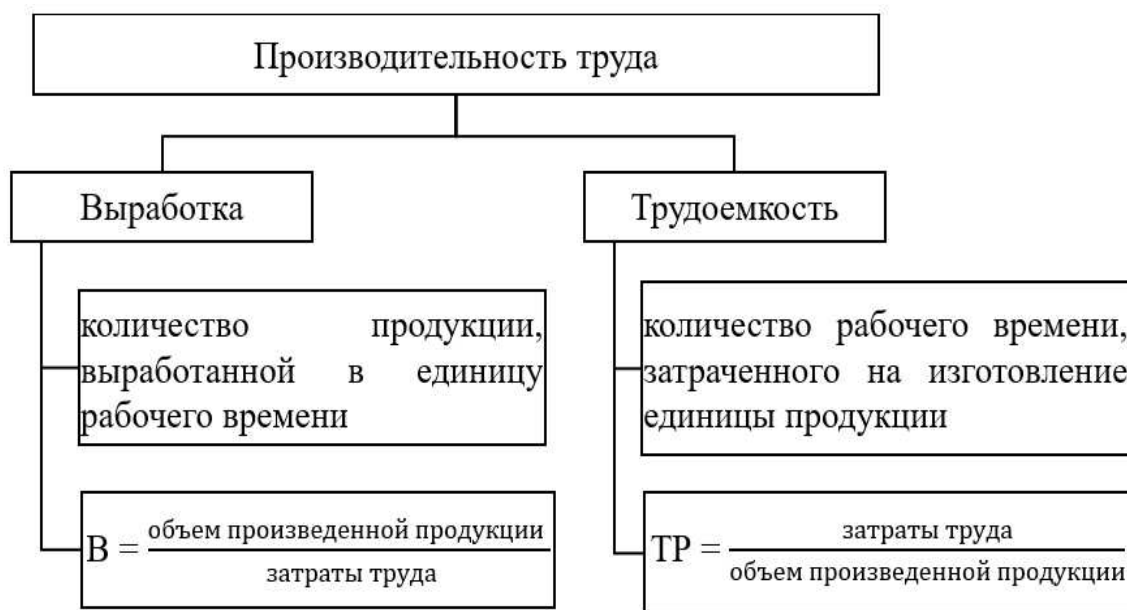 Производительность труда
Выработка
количество продукции,
выработанной в единицу
рабочего времени
В = объем произведенной продукции
затраты труда
Трудоемкость
количество рабочего времени,
затраченного на изготовление
единицы продукции
ТР = затраты труда
объем произведенной продукции